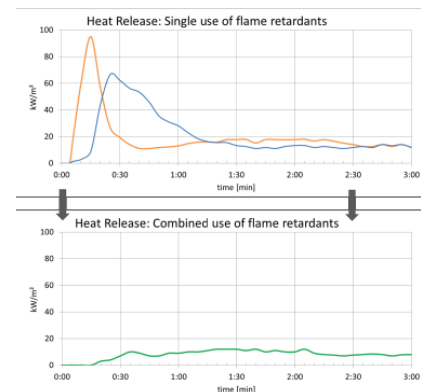 Heat Release: Single use of flame retardants
100
80
60
40
20
0
kW/m²
0:00 0:30 1:00 1:30 2:00 2:30 3:00
time [min]
Heat Release: Combined use of flame retardants
100
80
60
40
20
0
kW/m²
0:00 0:30 1:00 1:30 2:00 2:30 3:00
time [min]